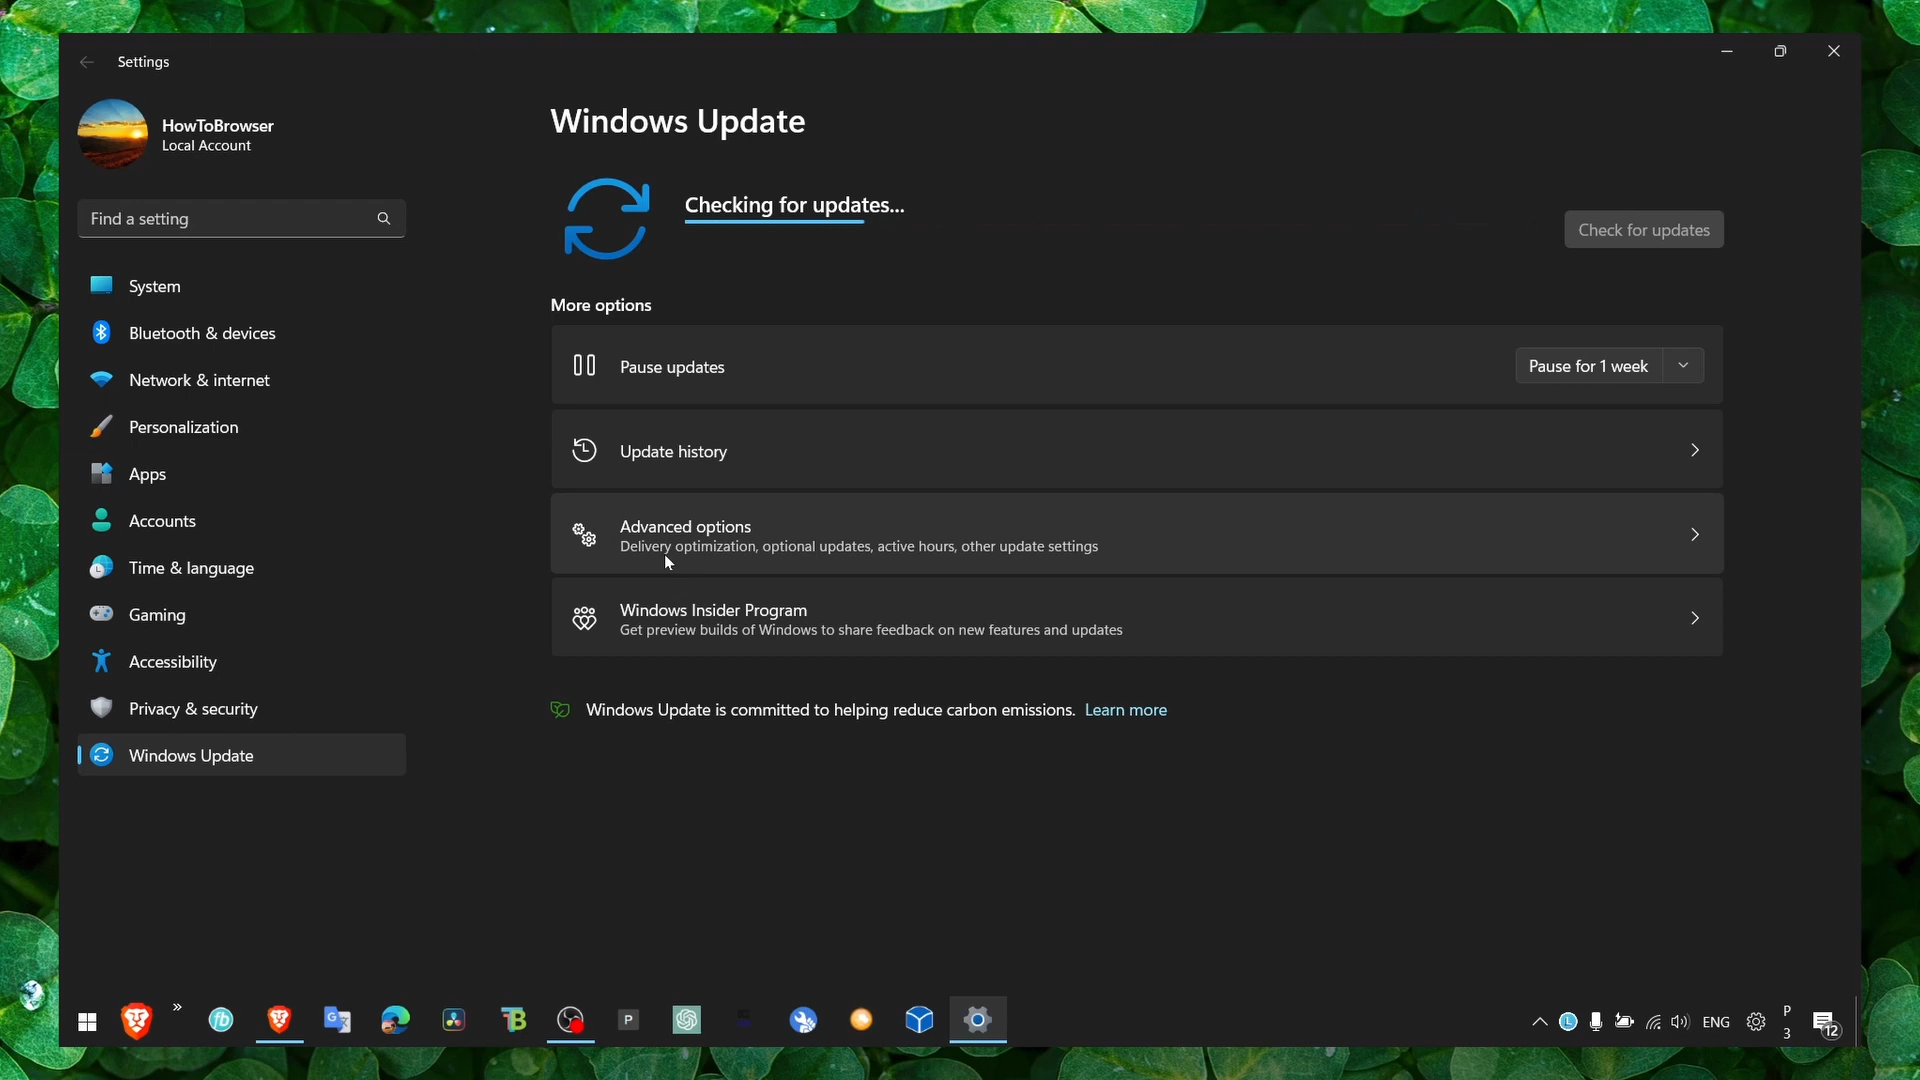 Settings
HowToBrowser
Local Account
Find a setting
System
Bluetooth & devices
Network & internet
Personalization
Apps
Accounts
Time & language
Gaming
Accessibility
Privacy & security
Windows Update
Windows Update
Checking for updates...
Check for updates
More options
Pause updates
Pause for 1 week
Update history
Advanced options
Delivery optimization, optional updates, active hours, other update settings
Windows Insider Program
Get preview builds of Windows to share feedback on new features and updates
Windows Update is committed to helping reduce carbon emissions. Learn more
fb
G
TB
P
L
ENG
P
3
12